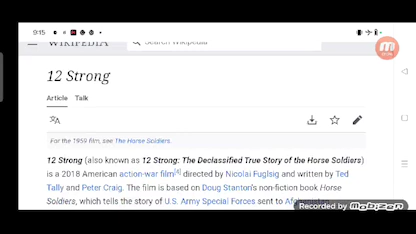 9:15
WIKIPEDIA
Search Wikipedia
12 Strong
Article Talk
For the 1959 film, see The Horse Soldiers.
12 Strong (also known as 12 Strong: The Declassified True Story of the Horse Soldiers)
is a 2018 American action-war film[4] directed by Nicolai Fuglsig and written by Ted
Tally and Peter Craig. The film is based on Doug Stanton's non-fiction book Horse
Soldiers, which tells the story of U.S. Army Special Forces sent to Afghanistan
Recorded by mobizen